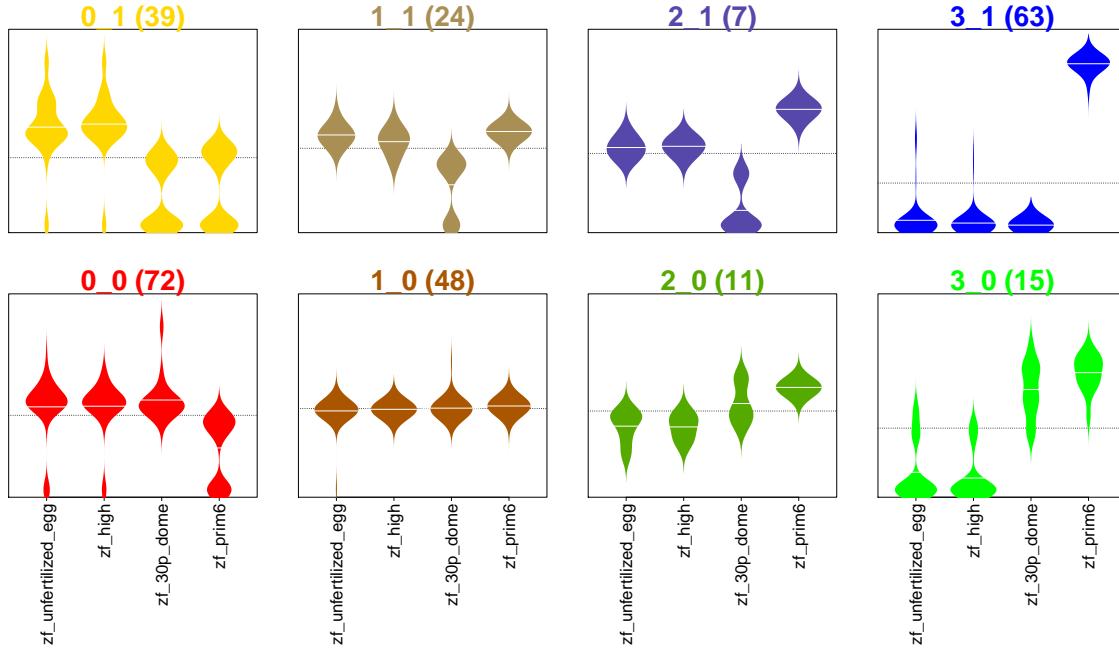 0_1 (39)
1_1 (24)
2_1 (7)
3_1 (63)
0_0 (72)
1_0 (48)
2_0 (11)
3_0 (15)
zf_unfertilized_egg
zf_high
zf_30p_dome
zf_prim6
zf_unfertilized_egg
zf_high
zf_30p_dome
zf_prim6
zf_unfertilized_egg
zf_high
zf_30p_dome
zf_prim6
zf_unfertilized_egg
zf_high
zf_30p_dome
zf_prim6